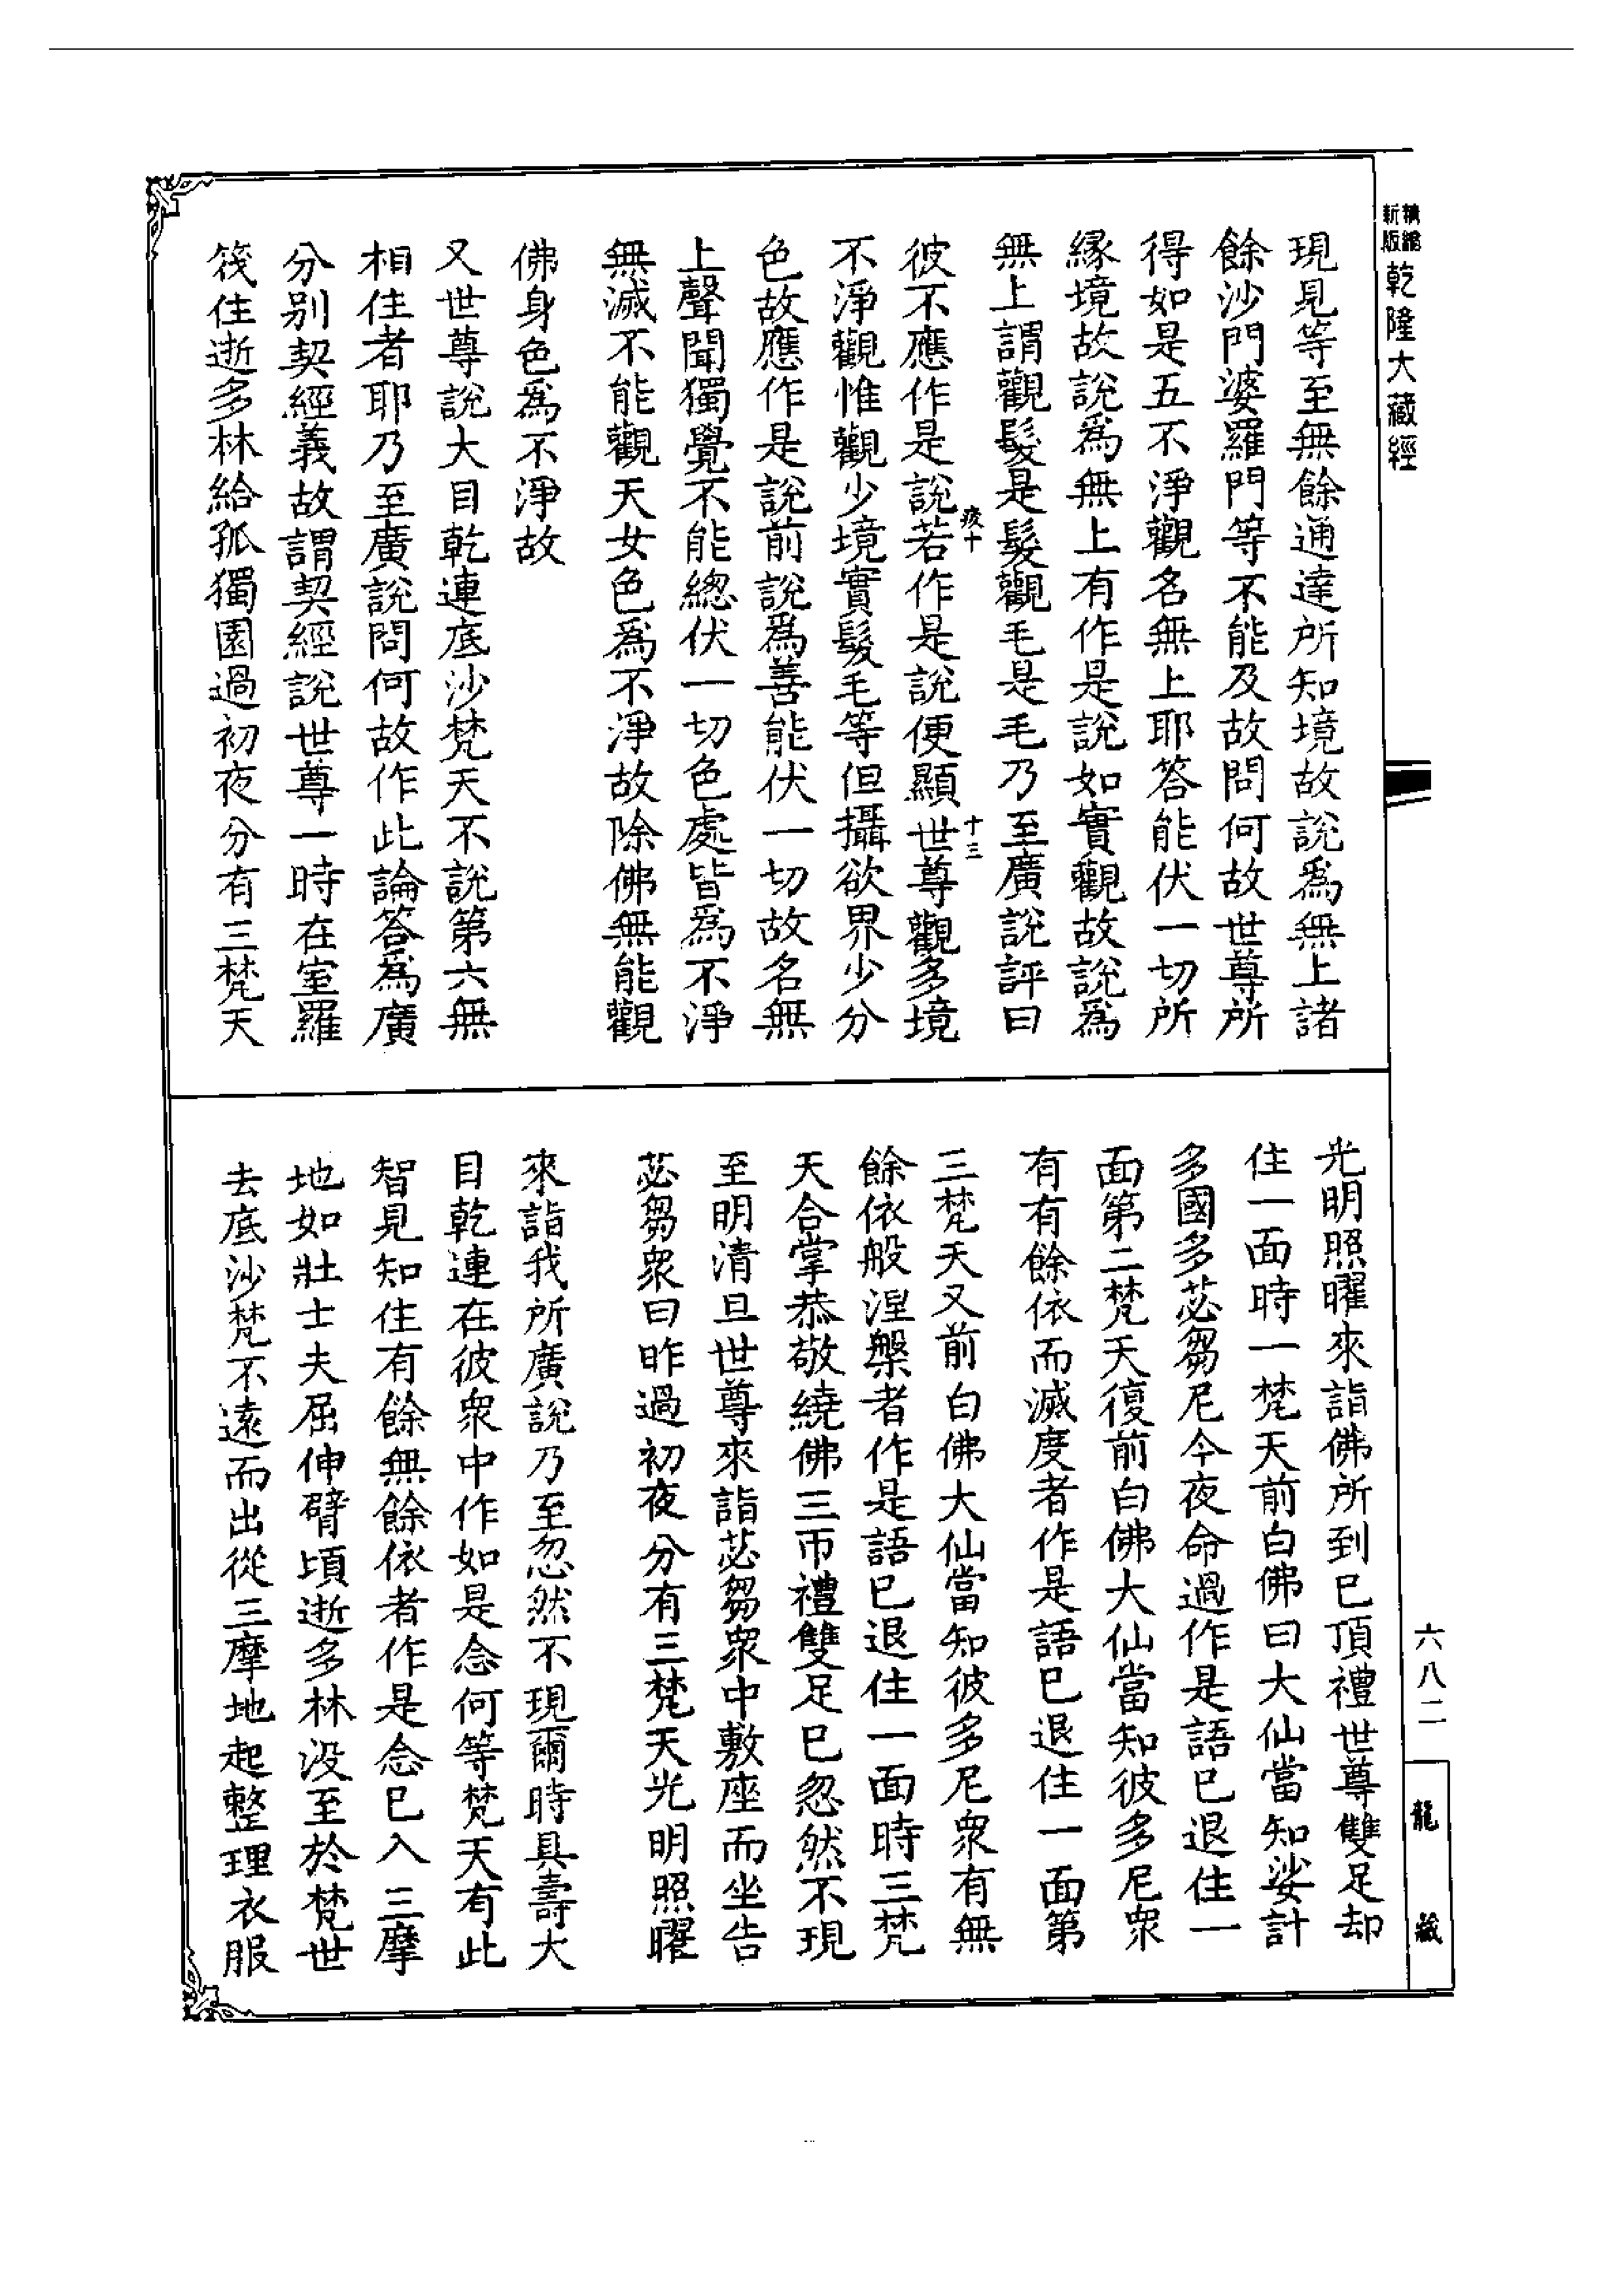 精編
新版
乾隆大藏經
現見等至無餘通達所知境故說為無上諸
餘沙門婆羅門等不能及故問何故世尊所
得如是五不淨觀名無上耶答能伏一切所
緣境故說為無上有作是說如實觀故說為
無上謂觀髮是髮觀毛是毛乃至廣說評曰
疲十
十三
彼不應作是說若作是說便顯世尊觀多境
不淨觀惟觀少境實髮毛等但攝欲界少分
色故應作是說前說為善能伏一切故名無
上聲聞獨覺不能總伏一切色處皆為不淨
無滅不能觀天女色為不淨故除佛無能觀
佛身色為不淨故
又世尊說大目乾連底沙梵天不說第六無
相住者耶乃至廣說問何故作此論答為廣
分別契經義故謂契經說世尊一時在室羅
筏住逝多林給孤獨園過初夜分有三梵天
光明照曜來詣佛所到已頂禮世尊雙足却
住一面時一梵天前白佛曰大仙當知娑計
多國多苾芻尼今夜命過作是語已退住一
面第二梵天復前白佛大仙當知彼多尼眾
有有餘依而滅度者作是語已退住一面第
三梵天又前白佛大仙當知彼多尼眾有無
餘依般涅槃者作是語已退住一面時三梵
天合掌恭敬繞佛三帀禮雙足已忽然不現
至明清旦世尊來詣苾芻眾中敷座而坐告
苾芻眾曰昨過初夜分有三梵天光明照曜
來詣我所廣說乃至忽然不現爾時具壽大
目乾連在彼眾中作如是念何等梵天有此
智見知住有餘無餘依者作是念已入三摩
地如壯士夫屈伸臂頃逝多林沒至於梵世
去底沙梵不遠而出從三摩地起整理衣服
六八二
龍藏